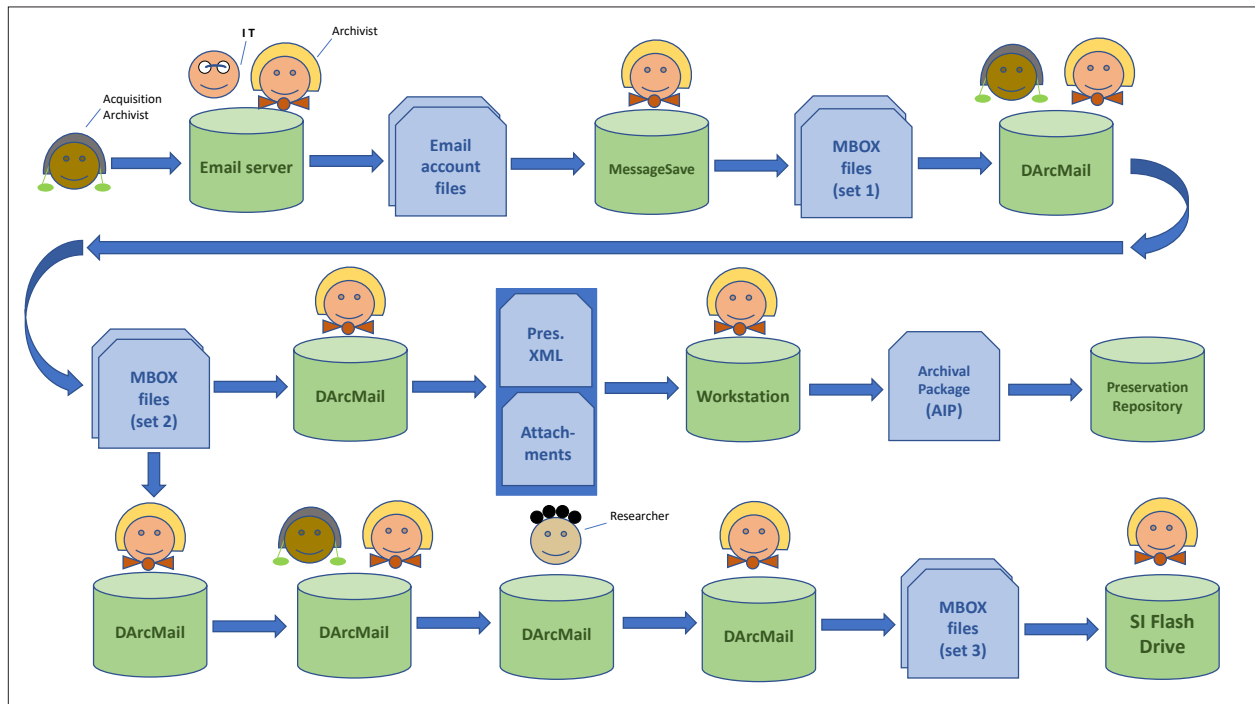 I T
Archivist
Acquisition
Archivist
Email server
Email
account
files
MessageSave
MBOX
files
(set 1)
DArcMail
MBOX
files
(set 2)
DArcMail
Pres.
XML
Attach-
ments
Workstation
Archival
Package
(AIP)
Preservation
Repository
Researcher
DArcMail
DArcMail
DArcMail
DArcMail
MBOX
files
(set 3)
SI Flash
Drive